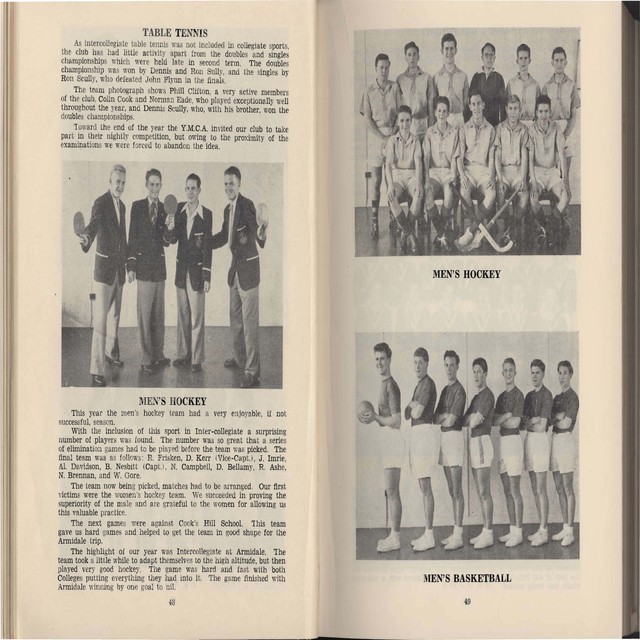 TABLE TENNIS
As intercollegiate table tennis was not included in collegiate sports,
the club has had little activity apart from the doubles and singles
championships which were held late in second term. The doubles
championship was won by Dennis and Ron Sully, and the singles by
Ron Scully, who defeated John Flynn in the finals.
The team photograph shows Phill Clifton, a very active members
of the club, Colin Cook and Norman Eade, who played exceptionally well
throughout the year, and Dennis Scully, who, with his brother, won the
doubles championships.
Toward the end of the year the Y.M.C.A. invited our club to take
part in their nightly competition, but owing to the proximity of the
examinations we were forced to abandon the idea.
MEN'S HOCKEY
This year the men's hockey team had a very enjoyable, if not
successful, season.
With the inclusion of this sport in Inter-collegiate a surprising
number of players was found. The number was so great that a series
of elimination games had to be played before the team was picked. The
final team was as follows: R. Frisken, D. Kerr (Vice-Capt.), J. Imrie,
Al. Davidson, B. Nesbitt (Capt.), N. Campbell, D. Bellamy, R. Ashe,
N. Brennan, and W. Gore.
The team now being picked, matches had to be arranged. Our first
victims were the women's hockey team. We succeeded in proving the
superiority of the male and are grateful to the women for allowing us
this valuable practice.
The next games were against Cook's Hill School. This team
gave us hard games and helped to get the team in good shape for the
Armidale trip.
The highlight of our year was Intercollegiate at Armidale. The
team took a little while to adapt themselves to the high altitude, but then
played very good hockey. The game was hard and fast with both
Colleges putting everything they had into it. The game finished with
Armidale winning by one goal to nil.
48
MEN'S HOCKEY
MEN'S BASKETBALL
49